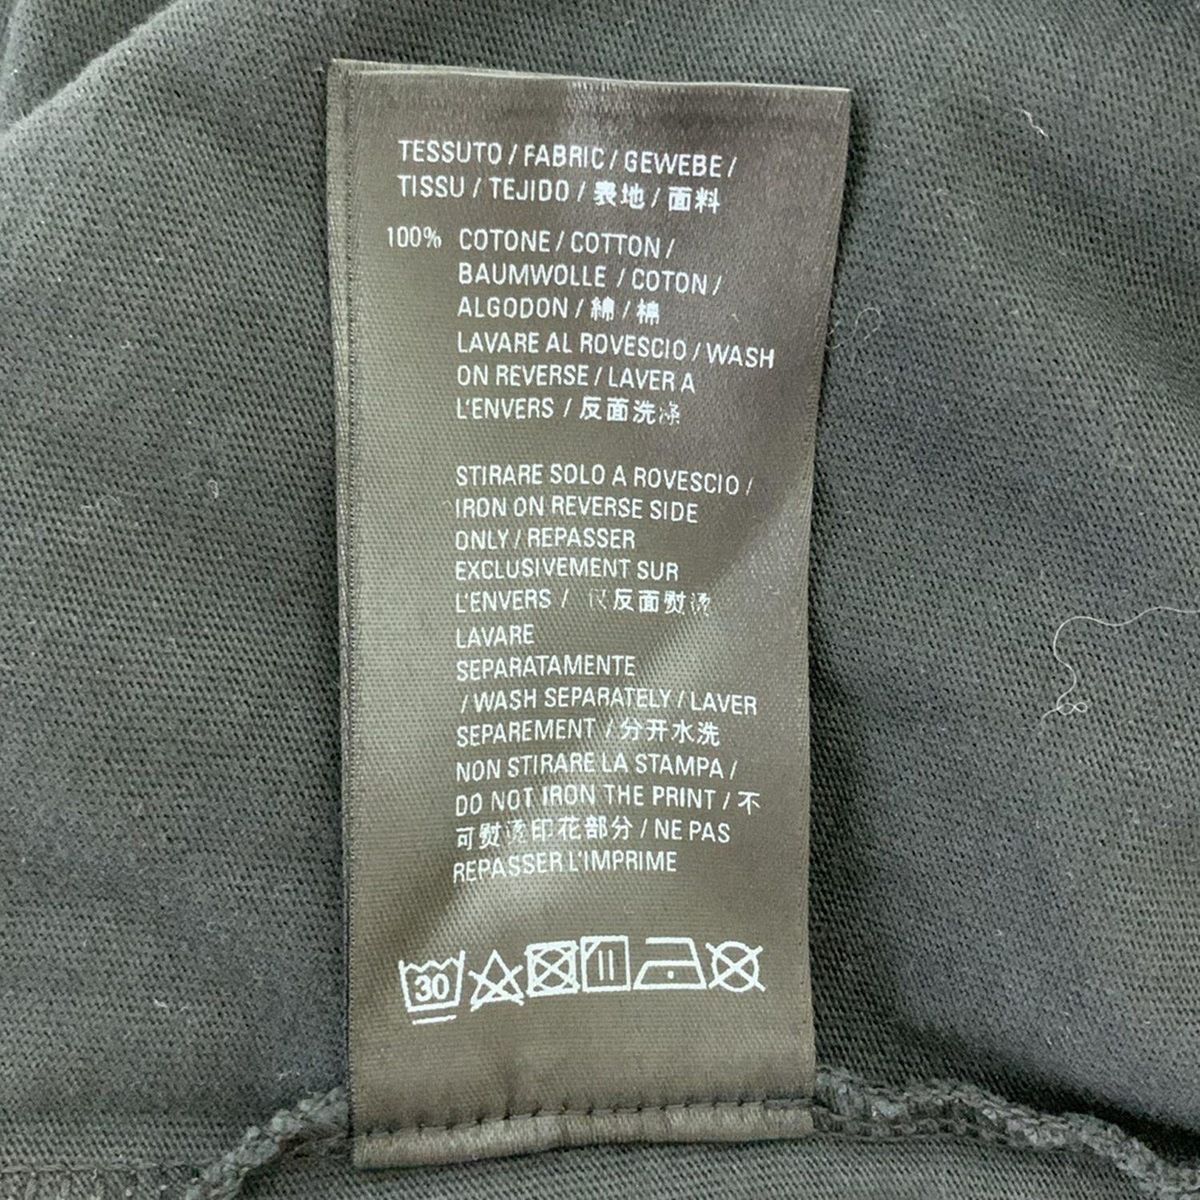 TESSUTO / FABRIC / GEWEBE /
TISSU / TEJIDO / 表地 / 面料
100% COTONE / COTTON /
BAUMWOLLE / COTON /
ALGODON / 綿 / 棉
LAVARE AL ROVESCIO / WASH
ON REVERSE / LAVER A
L'ENVERS / 反面洗涤
STIRARE SOLO A ROVESCIO /
IRON ON REVERSE SIDE
ONLY / REPASSER
EXCLUSIVEMENT SUR
L'ENVERS / 仅反面熨烫
LAVARE
SEPARATAMENTE
/ WASH SEPARATELY / LAVER
SEPAREMENT / 分开水洗
NON STIRARE LA STAMPA /
DO NOT IRON THE PRINT / 不
可熨烫印花部分 / NE PAS
REPASSER L'IMPRIME
30